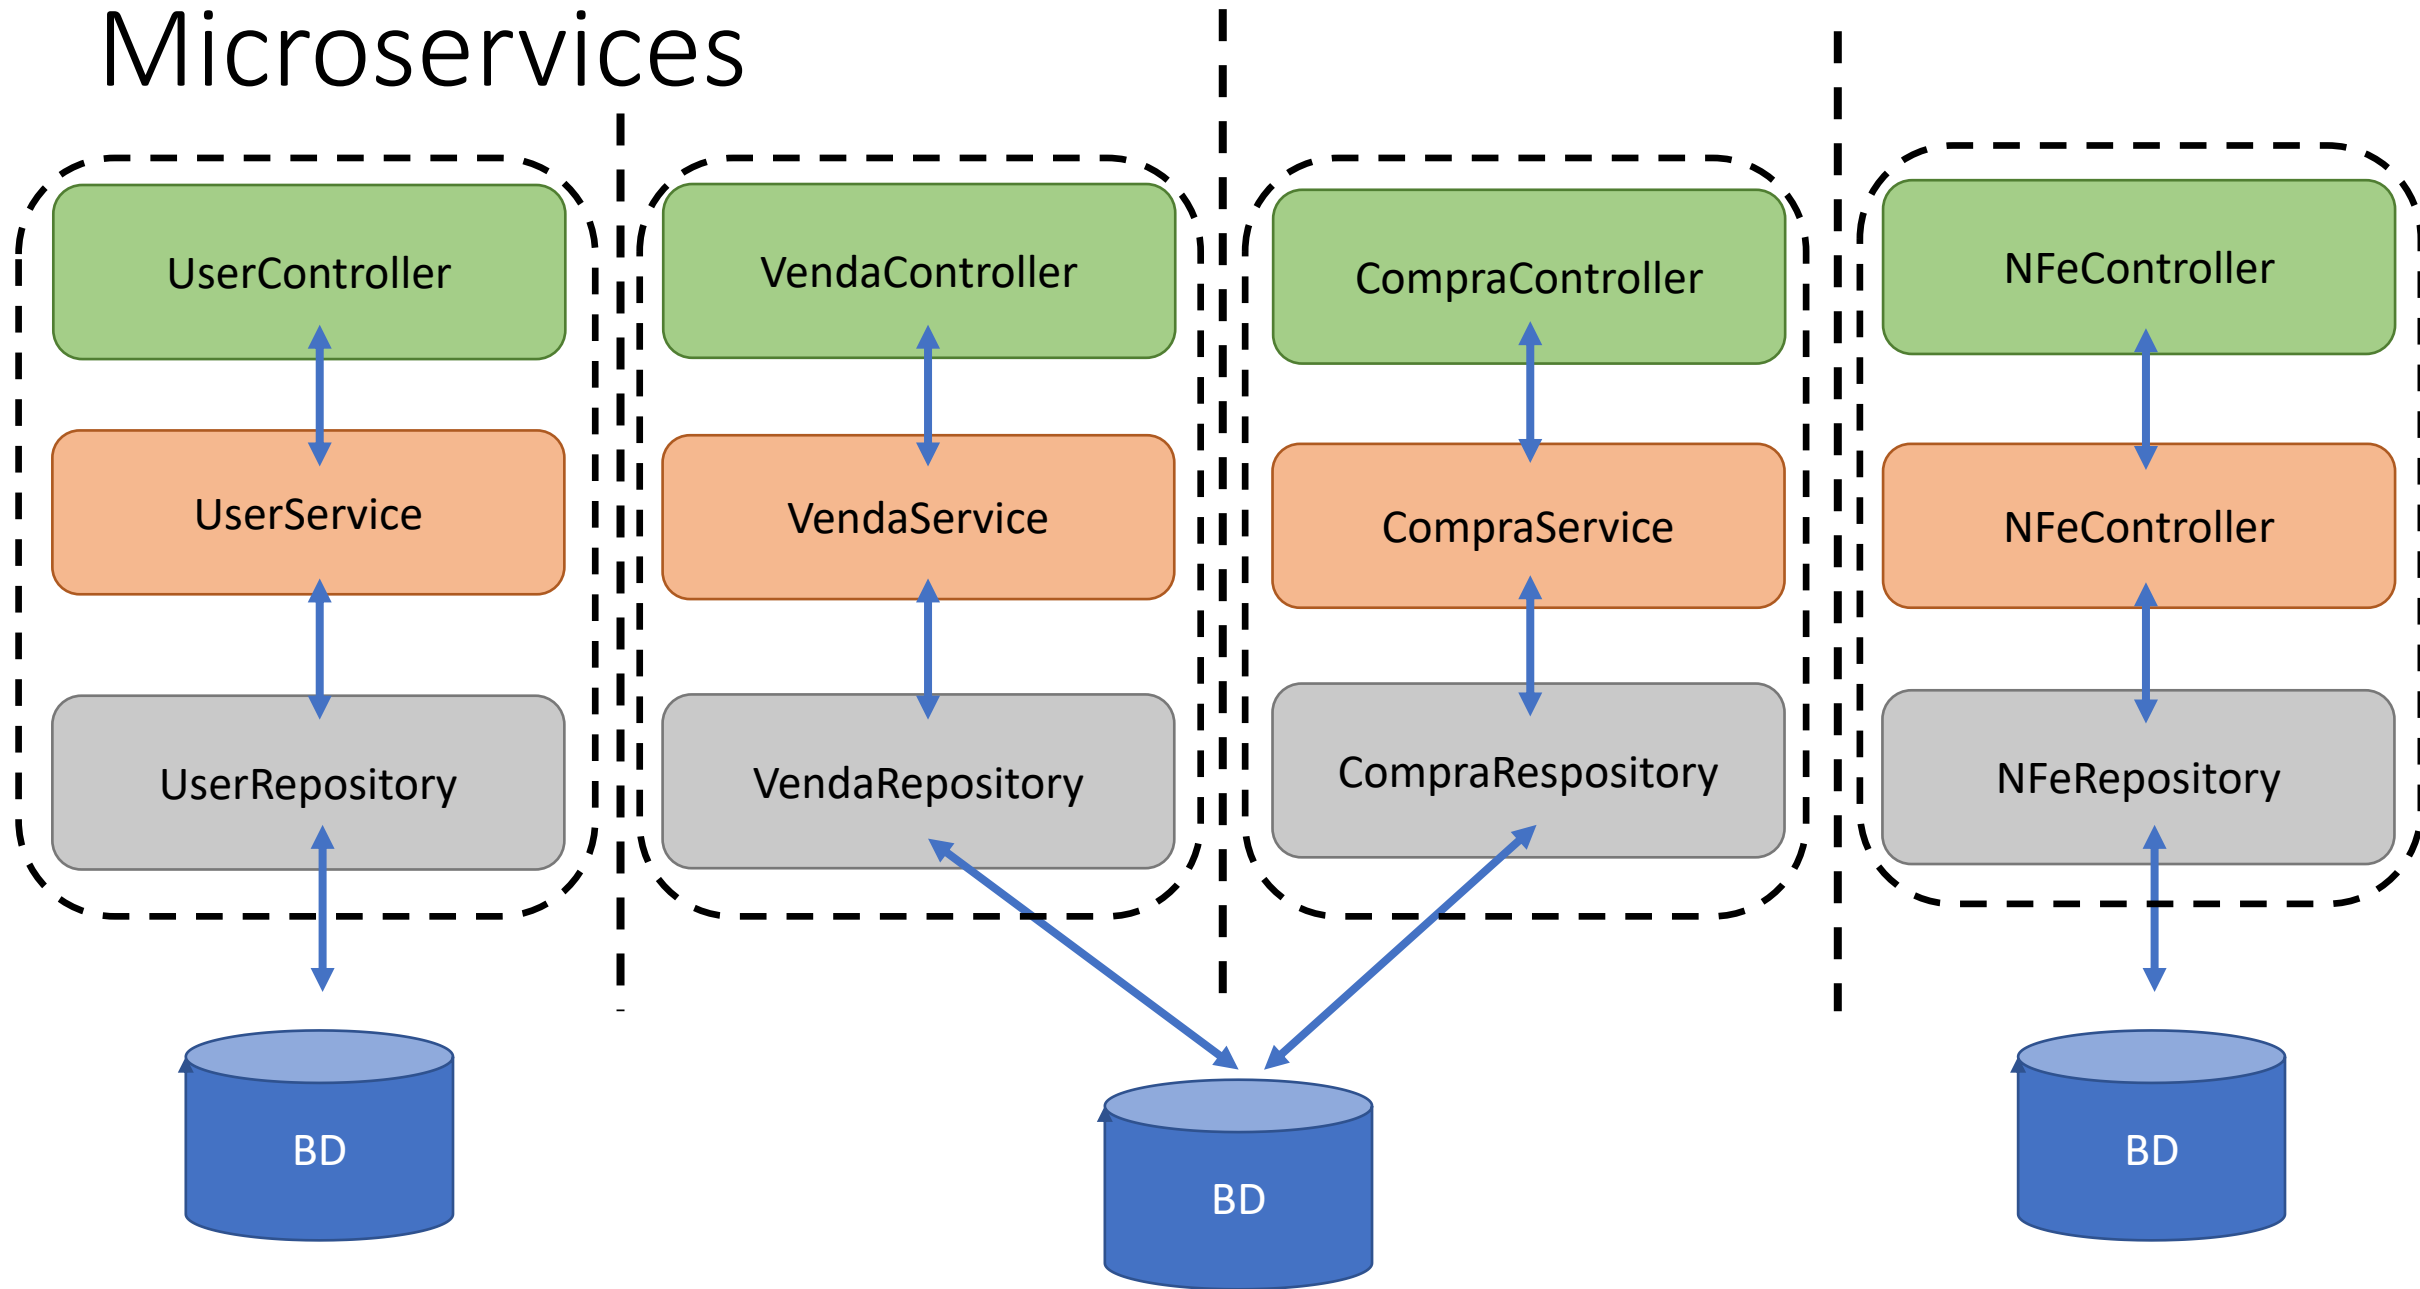 Microservices
UserController
VendaController
CompraController
NFeController
UserService
VendaService
CompraService
NFeController
UserRepository
VendaRepository
CompraRespository
NFeRepository
BD
BD
BD